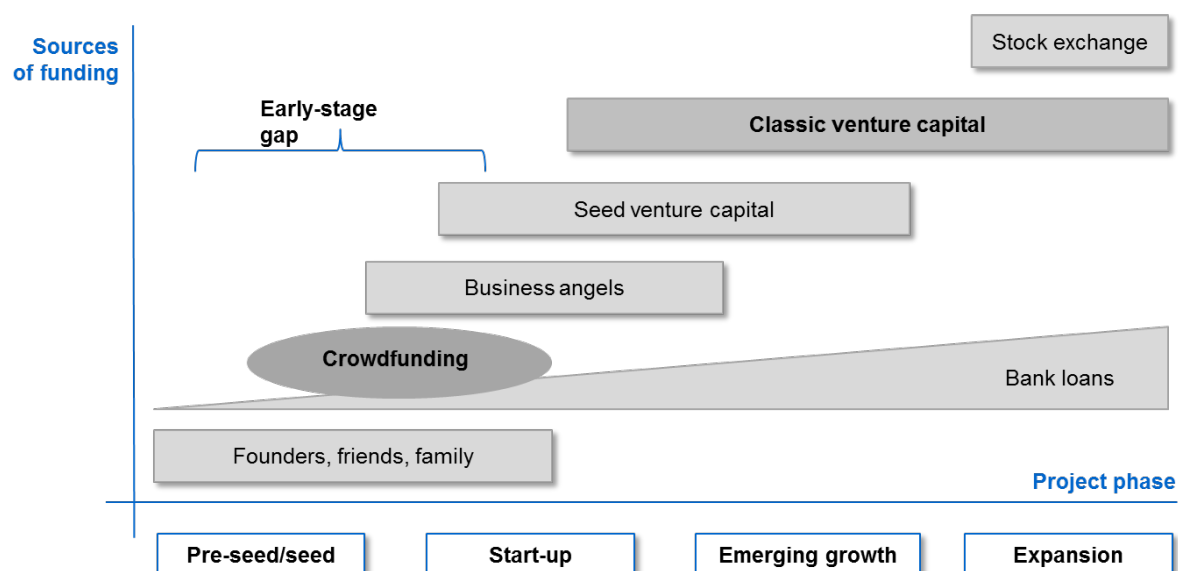 Sources
of funding
Stock exchange
Early-stage
gap
Classic venture capital
Seed venture capital
Business angels
Crowdfunding
Bank loans
Founders, friends, family
Project phase
Pre-seed/seed
Start-up
Emerging growth
Expansion